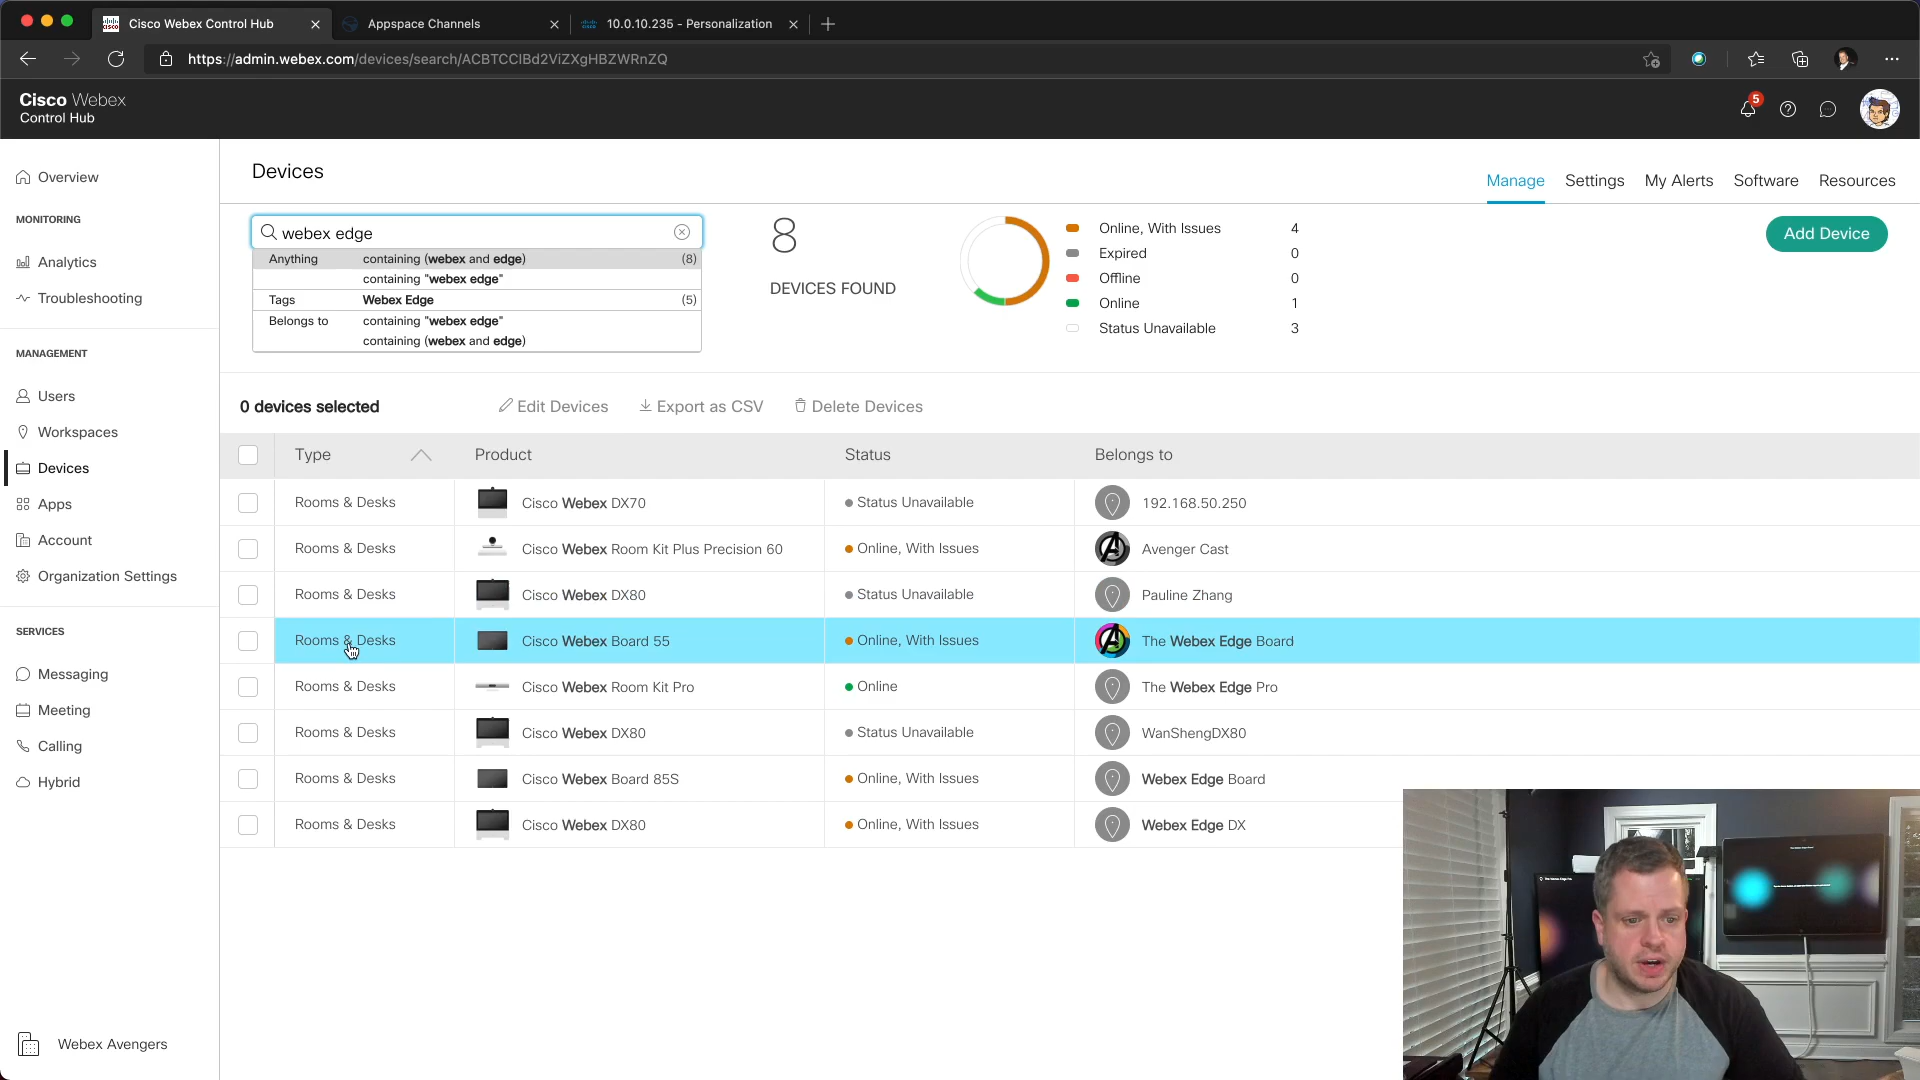 Cisco Webex Control Hub
Appspace Channels
10.0.10.235 - Personalization
https://admin.webex.com/devices/search/ACBTCCIBd2ViZXgHBZWRnZQ
Cisco Webex
Control Hub
5
Overview
MONITORING
Analytics
Troubleshooting
MANAGEMENT
Users
Workspaces
Devices
Apps
Account
Organization Settings
SERVICES
Messaging
Meeting
Calling
Hybrid
Webex Avengers
Devices
Manage Settings My Alerts Software Resources
webex edge
Anything containing (webex and edge) (8)
containing "webex edge"
Tags Webex Edge (5)
Belongs to containing "webex edge"
containing (webex and edge)
8
DEVICES FOUND
Online, With Issues 4
Expired 0
Offline 0
Online 1
Status Unavailable 3
Add Device
0 devices selected Edit Devices Export as CSV Delete Devices
Type Product Status Belongs to
Rooms & Desks Cisco Webex DX70 Status Unavailable 192.168.50.250
Rooms & Desks Cisco Webex Room Kit Plus Precision 60 Online, With Issues Avenger Cast
Rooms & Desks Cisco Webex DX80 Status Unavailable Pauline Zhang
Rooms & Desks Cisco Webex Board 55 Online, With Issues The Webex Edge Board
Rooms & Desks Cisco Webex Room Kit Pro Online The Webex Edge Pro
Rooms & Desks Cisco Webex DX80 Status Unavailable WanShengDX80
Rooms & Desks Cisco Webex Board 85S Online, With Issues Webex Edge Board
Rooms & Desks Cisco Webex DX80 Online, With Issues Webex Edge DX